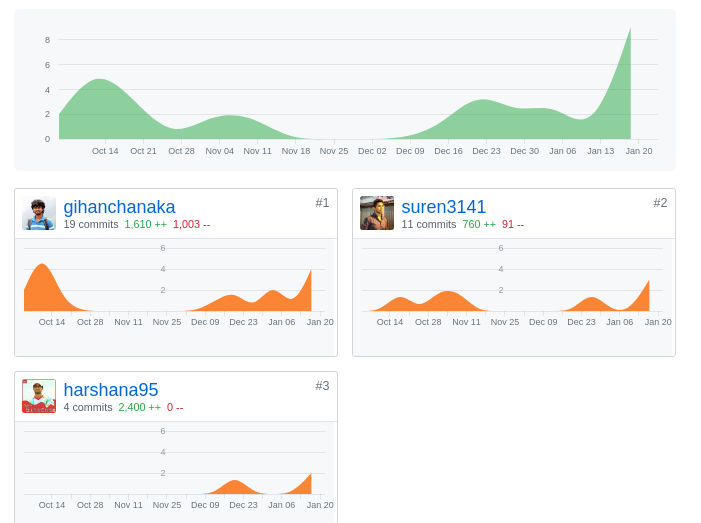 8
6
4
2
0
Oct 14 Oct 21 Oct 28 Nov 04 Nov 11 Nov 18 Nov 25 Dec 02 Dec 09 Dec 16 Dec 23 Dec 30 Jan 06 Jan 13 Jan 20
gihanchanaka #1
19 commits 1,610 ++ 1,003 --
6
4
2
Oct 14 Oct 28 Nov 11 Nov 25 Dec 09 Dec 23 Jan 06 Jan 20
suren3141 #2
11 commits 760 ++ 91 --
6
4
2
Oct 14 Oct 28 Nov 11 Nov 25 Dec 09 Dec 23 Jan 06 Jan 20
harshana95 #3
4 commits 2,400 ++ 0 --
6
4
2
Oct 14 Oct 28 Nov 11 Nov 25 Dec 09 Dec 23 Jan 06 Jan 20